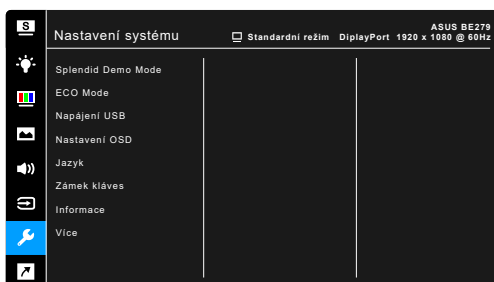 S
ASUS BE279
Nastavení systému
Standardní režim DiplayPort 1920 x 1080 @ 60Hz
Splendid Demo Mode
ECO Mode
Napájení USB
Nastavení OSD
Jazyk
Zámek kláves
Informace
Více